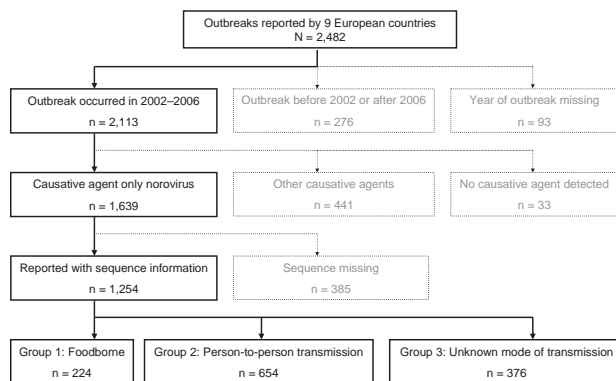 Outbreaks reported by 9 European countries
N = 2,482
Outbreak occurred in 2002–2006
n = 2,113
Outbreak before 2002 or after 2006
n = 276
Year of outbreak missing
n = 93
Causative agent only norovirus
n = 1,639
Other causative agents
n = 441
No causative agent detected
n = 33
Reported with sequence information
n = 1,254
Sequence missing
n = 385
Group 1: Foodborne
n = 224
Group 2: Person-to-person transmission
n = 654
Group 3: Unknown mode of transmission
n = 376